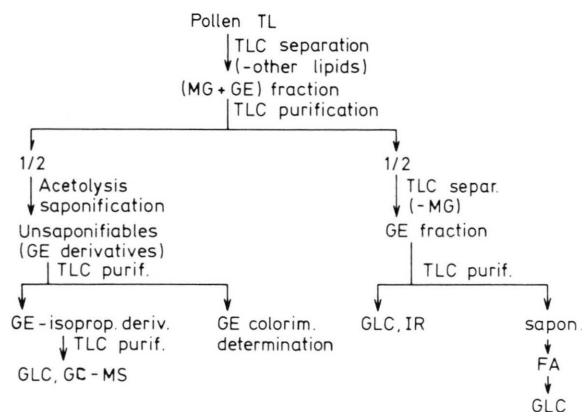 Pollen TL
TLC separation
(-other lipids)
(MG + GE) fraction
TLC purification
1/2
Acetolysis
saponification
Unsaponifiables
(GE derivatives)
TLC purif.
GE-isoprop. deriv.
TLC purif.
GLC, GC-MS
GE colorim.
determination
1/2
TLC separ.
(-MG)
GE fraction
TLC purif.
GLC, IR
sapon.
FA
GLC